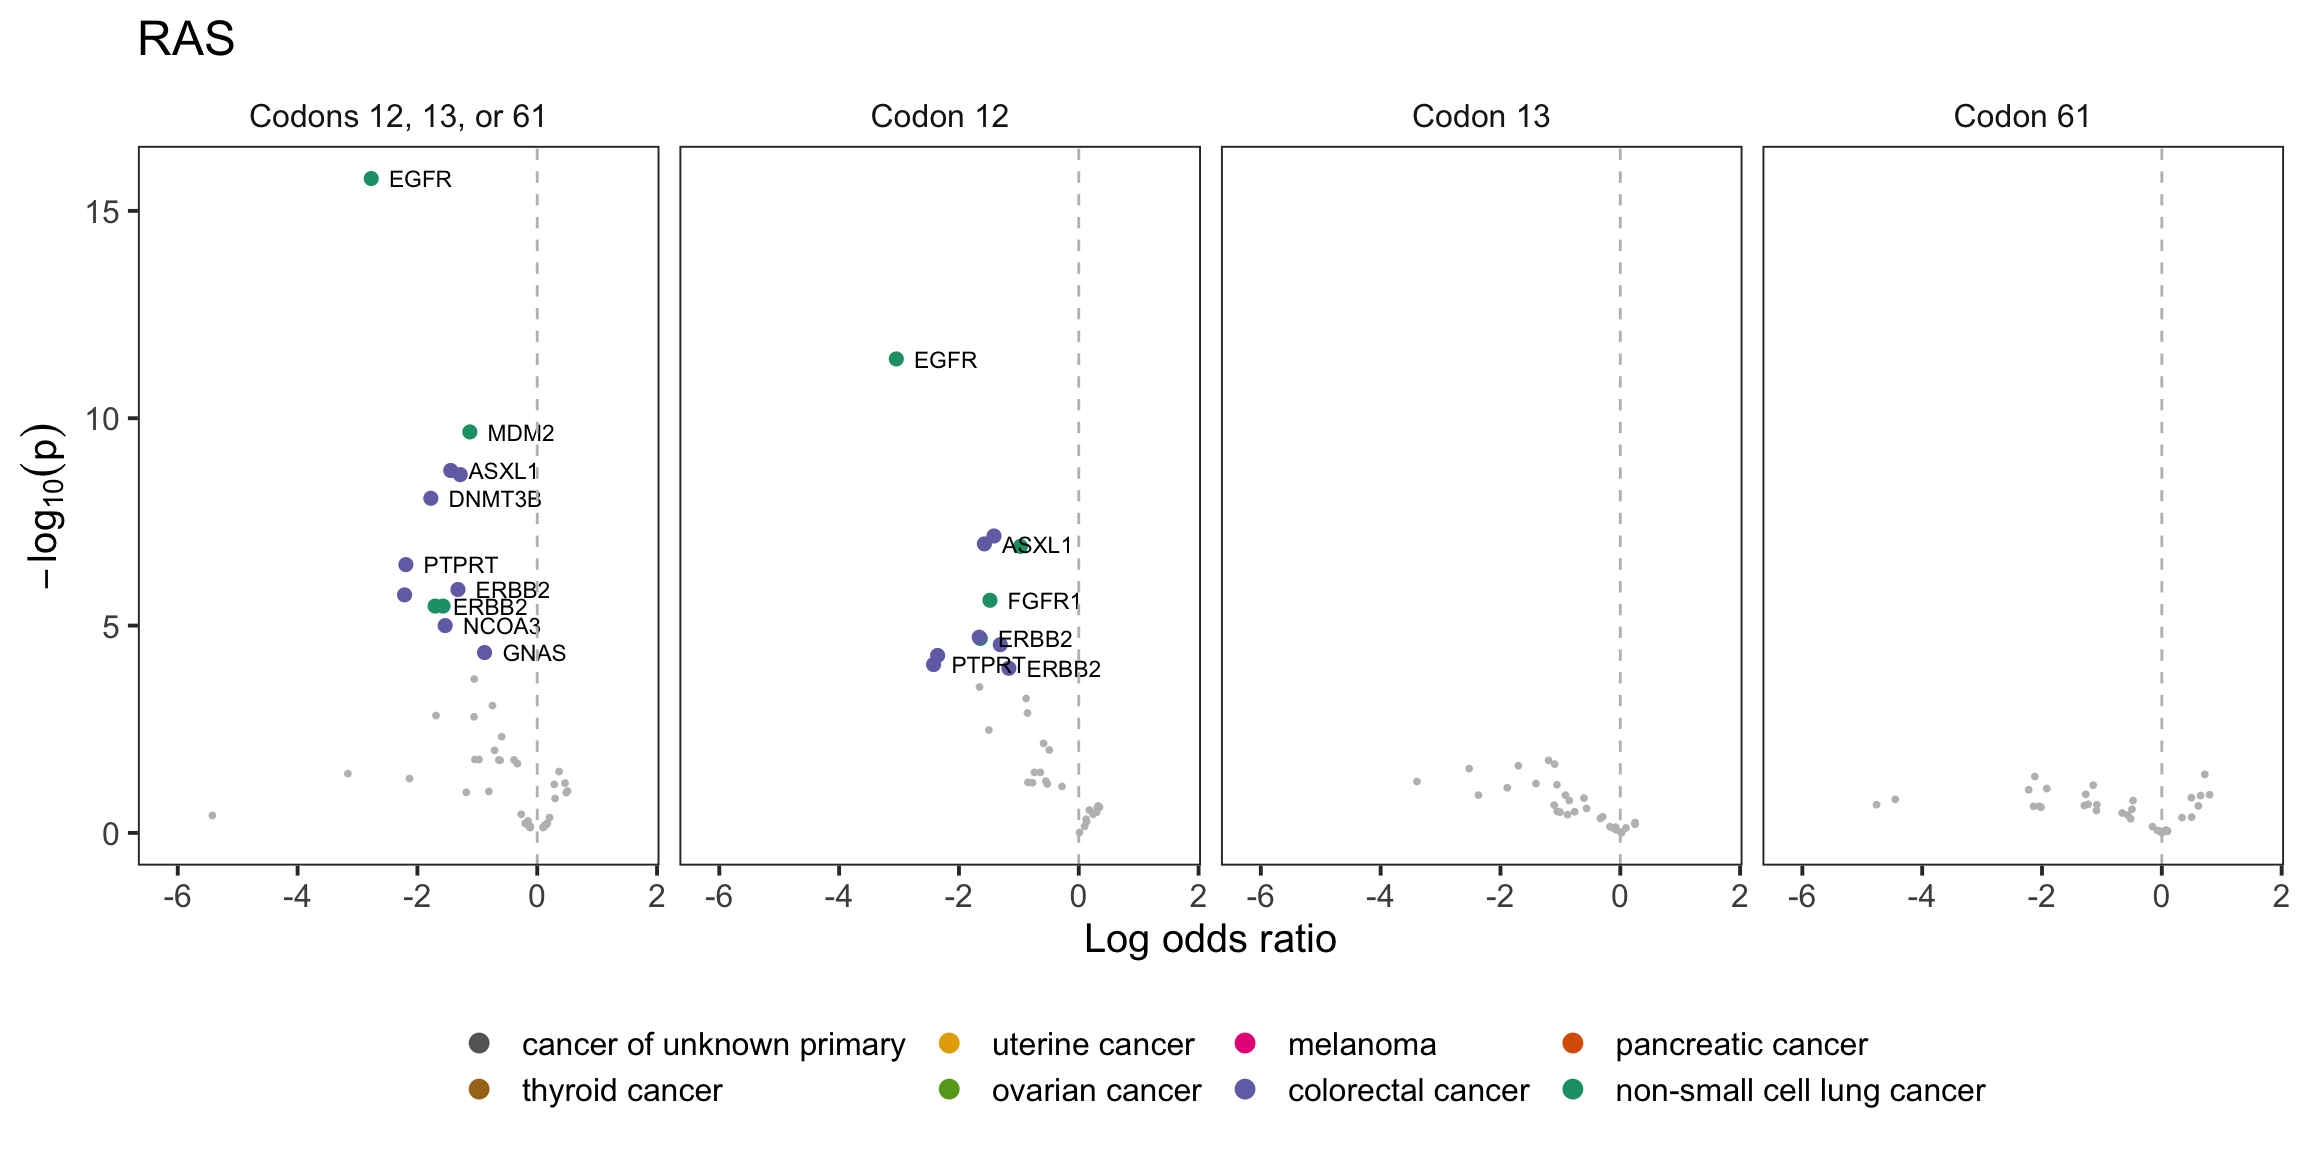 RAS
Codons 12, 13, or 61
Codon 12
Codon 13
Codon 61
−log10(p)
15
10
5
0
EGFR
MDM2
ASXL1
DNMT3B
PTPRT
ERBB2
ERBB2
NCOA3
GNAS
EGFR
ASXL1
FGFR1
ERBB2
PTPRT
ERBB2
-6 -4 -2 0 2
-6 -4 -2 0 2
-6 -4 -2 0 2
-6 -4 -2 0 2
Log odds ratio
cancer of unknown primary
uterine cancer
melanoma
pancreatic cancer
thyroid cancer
ovarian cancer
colorectal cancer
non-small cell lung cancer